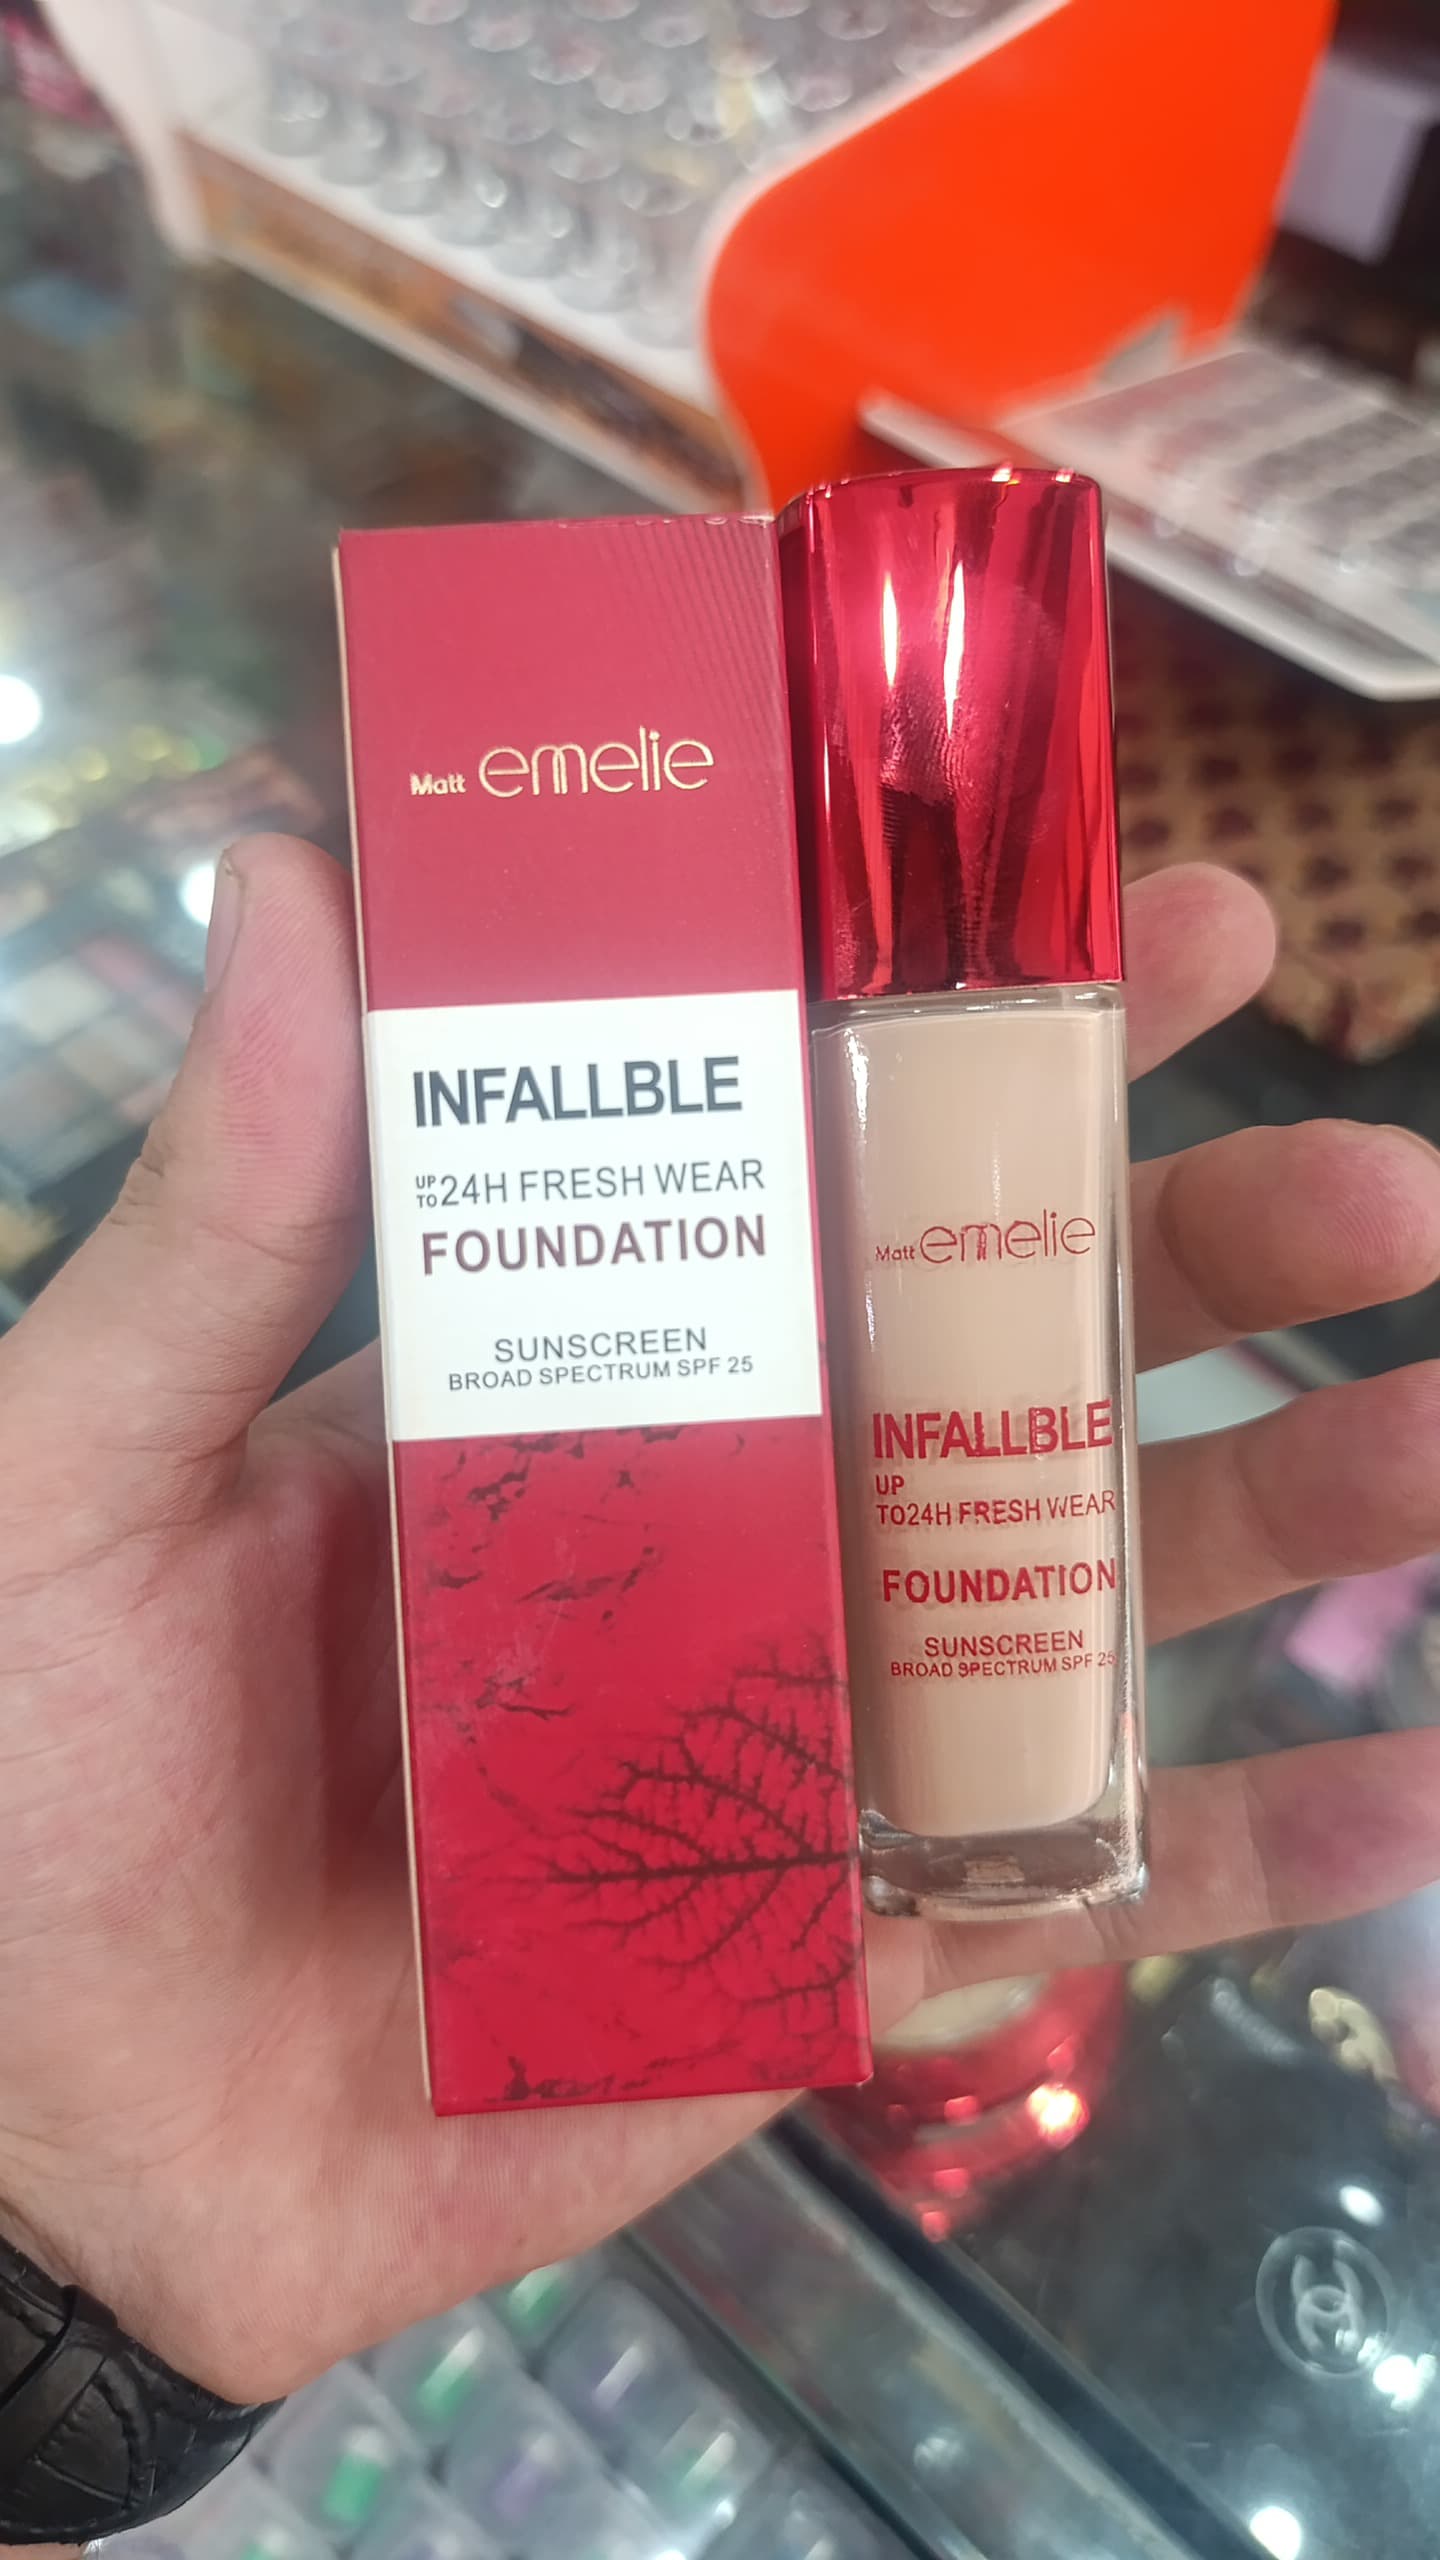 Matt emelie
INFALLBLE
UP TO 24H FRESH WEAR
FOUNDATION
SUNSCREEN
BROAD SPECTRUM SPF 25
Matt emelie
INFALLBLE
UP
TO24H FRESH WEAR
FOUNDATION
SUNSCREEN
BROAD SPECTRUM SPF 25